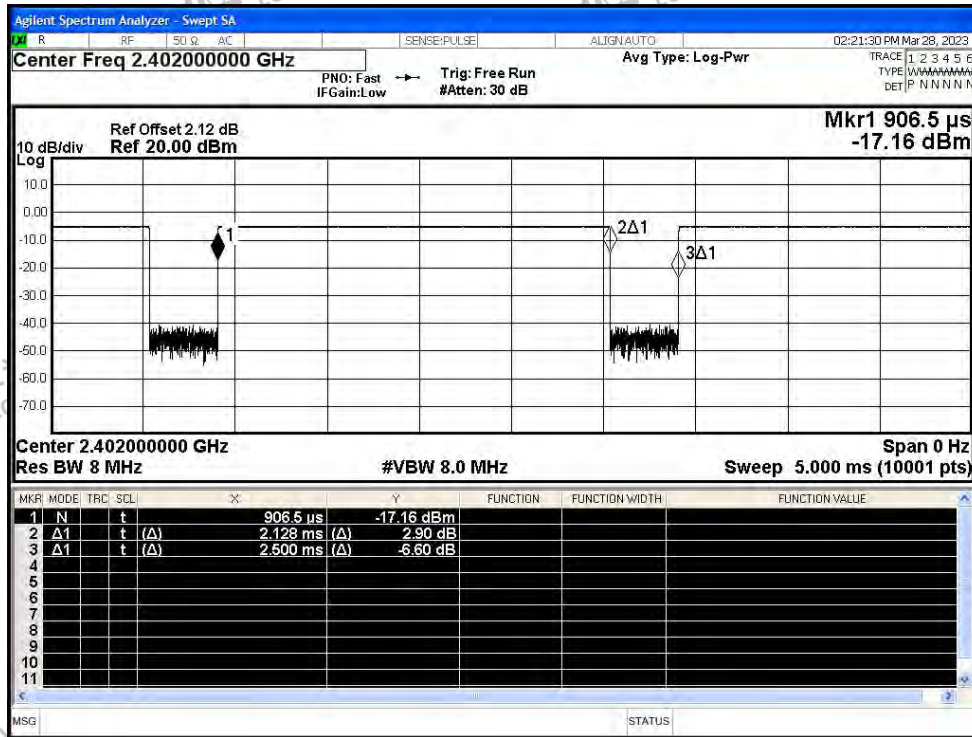 Agilent Spectrum Analyzer - Swept SA
LXI R RF 50 Ω AC SENSE:PULSE ALIGN AUTO 02:21:30 PM Mar 28, 2023
Center Freq 2.402000000 GHz
PNO: Fast
IFGain:Low
Trig: Free Run
#Atten: 30 dB
Avg Type: Log-Pwr
TRACE 1 2 3 4 5 6
TYPE
DET P N N N N N
Mkr1 906.5 µs
-17.16 dBm
Ref Offset 2.12 dB
10 dB/div Ref 20.00 dBm
Log
10.0
0.00
-10.0
-20.0
-30.0
-40.0
-50.0
-60.0
-70.0
1
2Δ1
3Δ1
Center 2.402000000 GHz Span 0 Hz
Res BW 8 MHz #VBW 8.0 MHz Sweep 5.000 ms (10001 pts)
MKR MODE TRC SCL X Y FUNCTION FUNCTION WIDTH FUNCTION VALUE
1 N t 906.5 µs -17.16 dBm
2 Δ1 t (Δ) 2.128 ms (Δ) 2.90 dB
3 Δ1 t (Δ) 2.500 ms (Δ) -6.60 dB
4
5
6
7
8
9
10
11
MSG STATUS